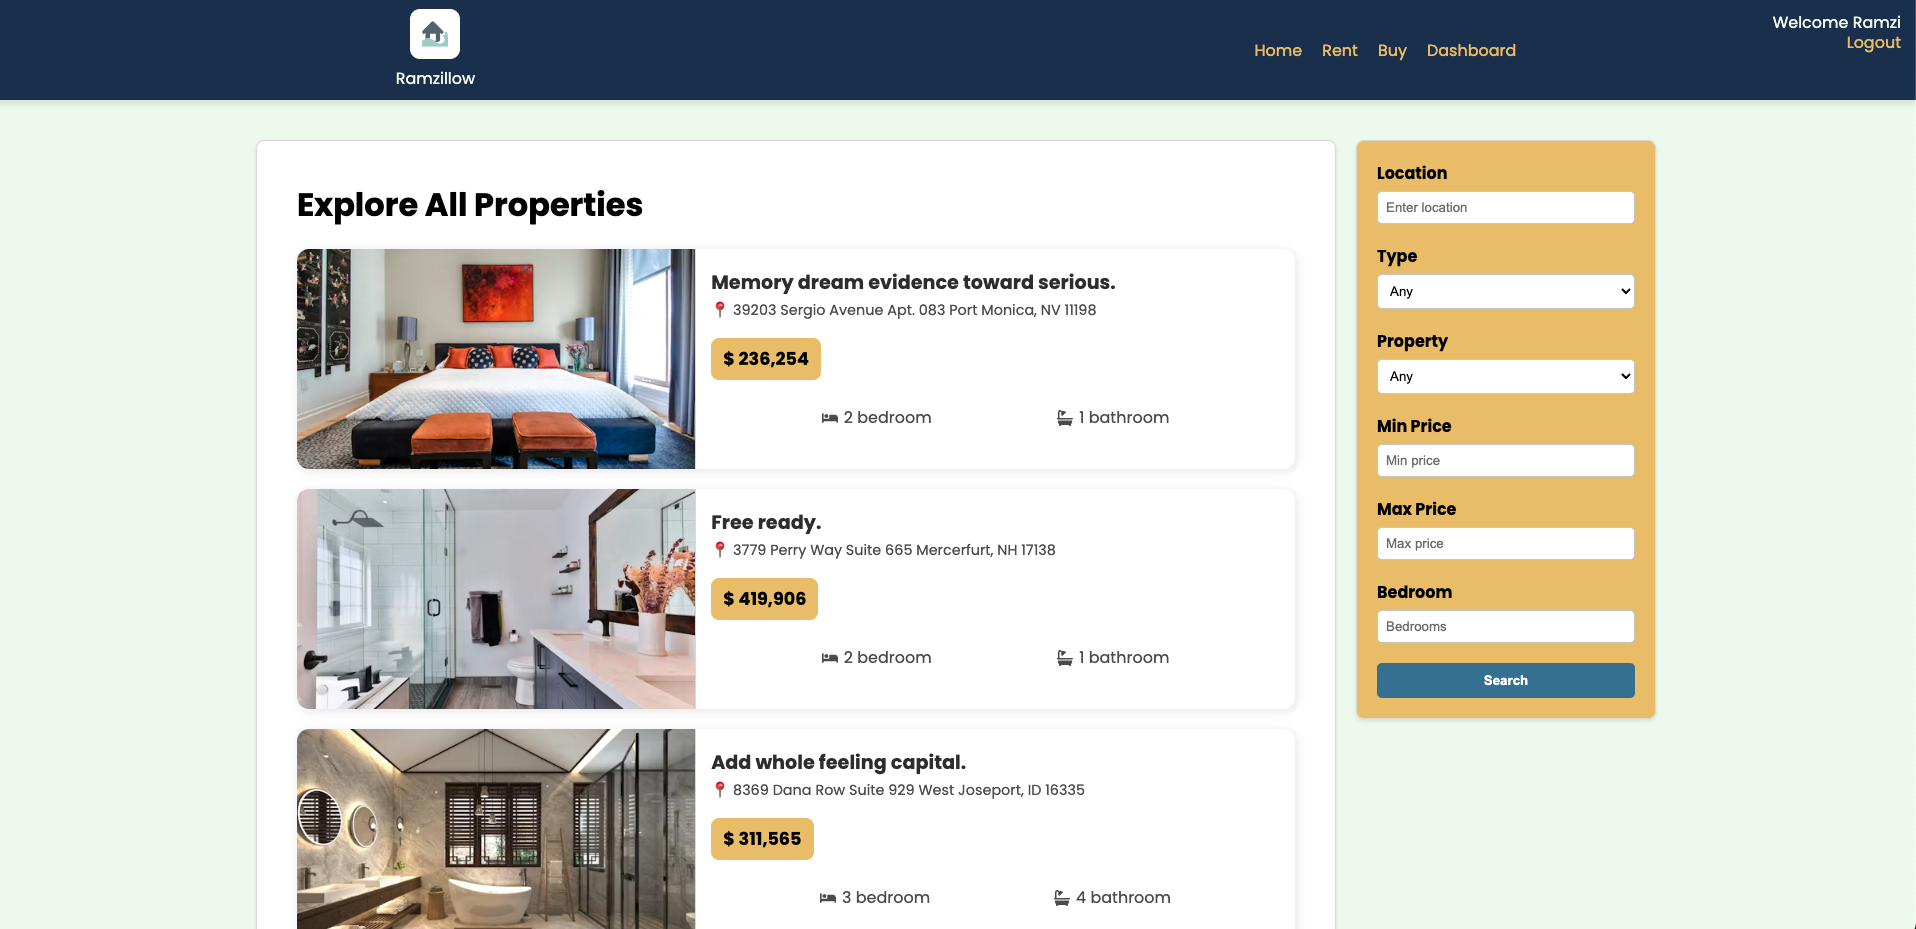 Ramzillow
Home Rent Buy Dashboard
Welcome Ramzi
Logout
Explore All Properties
Memory dream evidence toward serious.
39203 Sergio Avenue Apt. 083 Port Monica, NV 11198
$ 236,254
2 bedroom 1 bathroom
Free ready.
3779 Perry Way Suite 665 Mercerfurt, NH 17138
$ 419,906
2 bedroom 1 bathroom
Add whole feeling capital.
8369 Dana Row Suite 929 West Joseport, ID 16335
$ 311,565
3 bedroom 4 bathroom
Location
Enter location
Type
Any
Property
Any
Min Price
Min price
Max Price
Max price
Bedroom
Bedrooms
Search